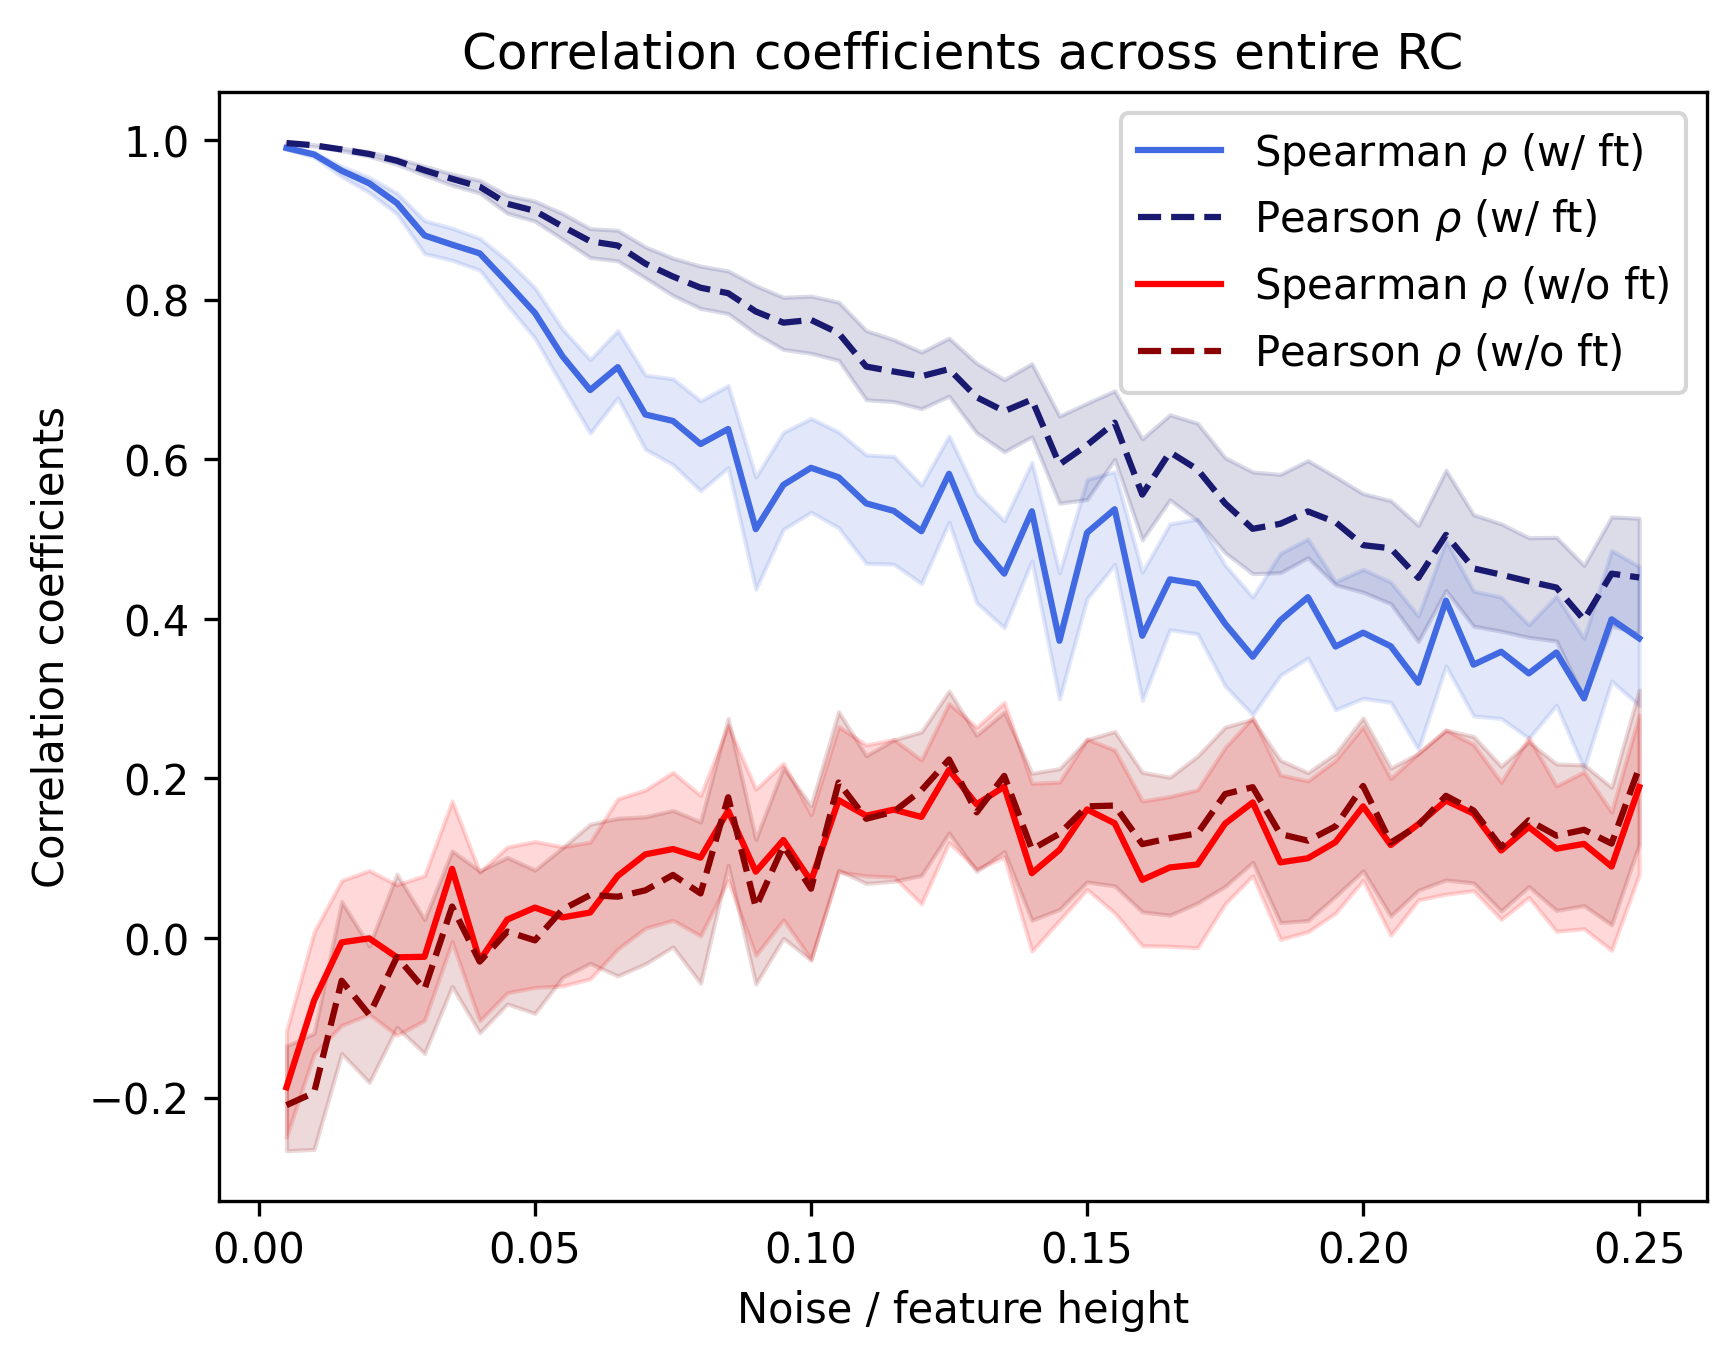 Correlation coefficients across entire RC
Spearman ρ (w/ ft)
Pearson ρ (w/ ft)
Spearman ρ (w/o ft)
Pearson ρ (w/o ft)
Correlation coefficients
1.0
0.8
0.6
0.4
0.2
0.0
−0.2
0.00 0.05 0.10 0.15 0.20 0.25
Noise / feature height